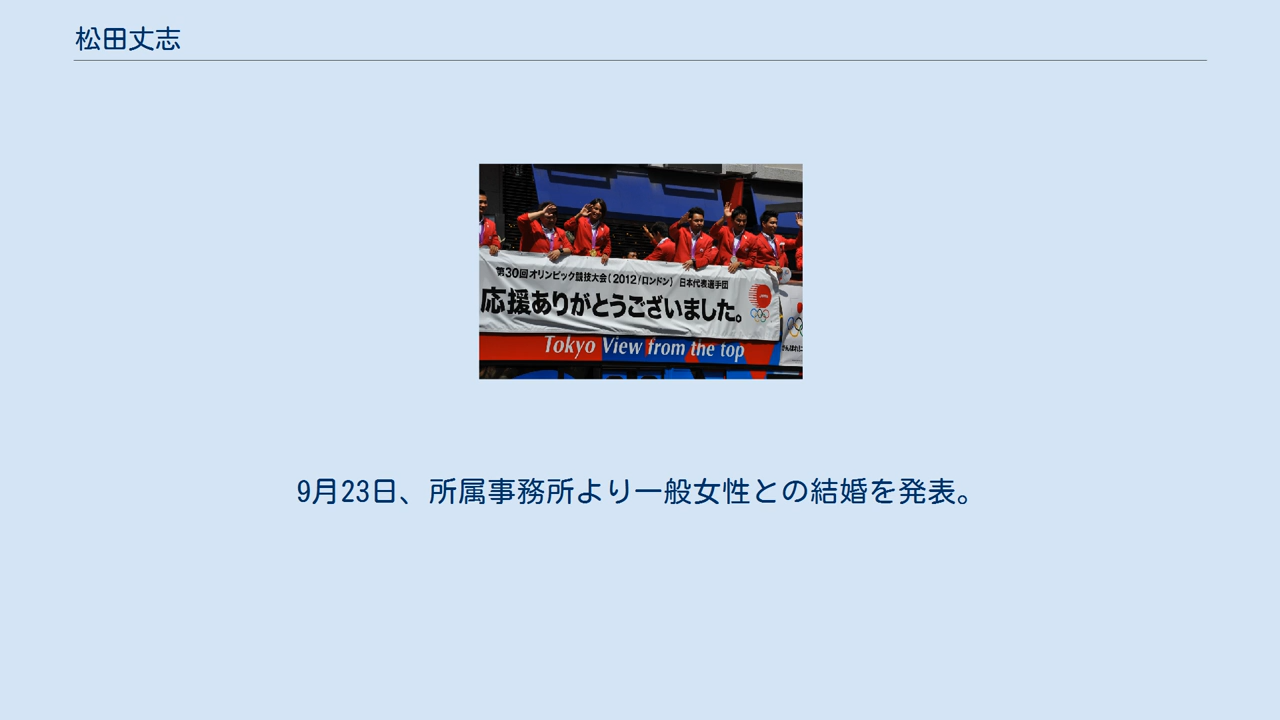 松田丈志
第30回オリンピック競技大会(2012/ロンドン) 日本代表選手団
応援ありがとうございました。
Tokyo View from the top
9月23日、所属事務所より一般女性との結婚を発表。